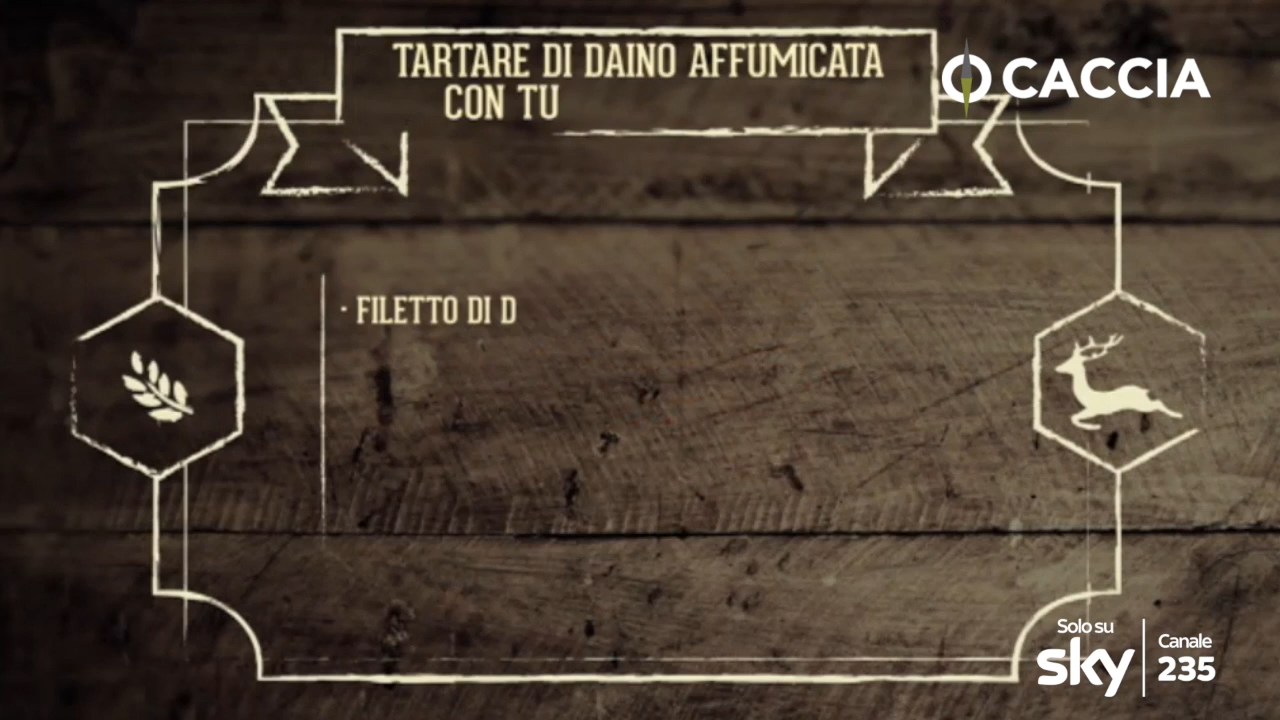 TARTARE DI DAINO AFFUMICATA
CON TU
CACCIA
· FILETTO DI D
Solo su
sky
Canale
235